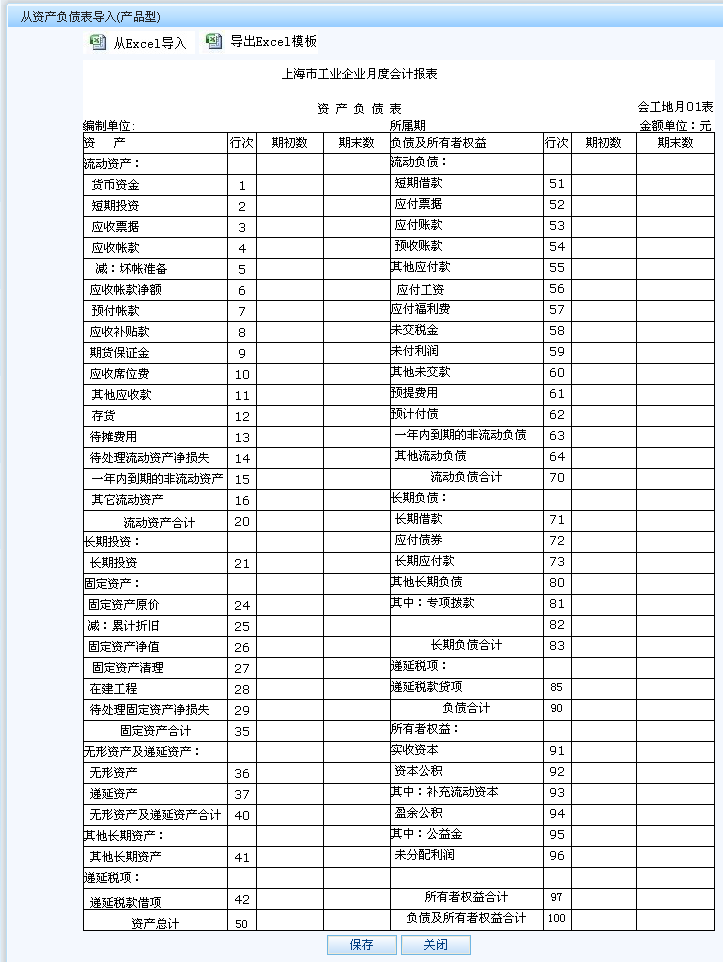 从资产负债表导入(产品型)
从Excel导入 导出Excel模板
上海市工业企业月度会计报表
资 产 负 债 表 会工地月01表
编制单位: 所属期 金额单位：元
资 产 行次 期初数 期末数 负债及所有者权益 行次 期初数 期末数
流动资产： 流动负债：
货币资金 1 短期借款 51
短期投资 2 应付票据 52
应收票据 3 应付账款 53
应收帐款 4 预收账款 54
减：坏帐准备 5 其他应付款 55
应收帐款净额 6 应付工资 56
预付帐款 7 应付福利费 57
应收补贴款 8 未交税金 58
期货保证金 9 未付利润 59
应收席位费 10 其他未交款 60
其他应收款 11 预提费用 61
存货 12 预计付债 62
待摊费用 13 一年内到期的非流动负债 63
待处理流动资产净损失 14 其他流动负债 64
一年内到期的非流动资产 15 流动负债合计 70
其它流动资产 16 长期负债：
流动资产合计 20 长期借款 71
长期投资： 应付债券 72
长期投资 21 长期应付款 73
固定资产： 其他长期负债 80
固定资产原价 24 其中：专项拨款 81
减：累计折旧 25 82
固定资产净值 26 长期负债合计 83
固定资产清理 27 递延税项：
在建工程 28 递延税款贷项 85
待处理固定资产净损失 29 负债合计 90
固定资产合计 35 所有者权益：
无形资产及递延资产： 实收资本 91
无形资产 36 资本公积 92
递延资产 37 其中：补充流动资本 93
无形资产及递延资产合计 40 盈余公积 94
其他长期资产： 其中：公益金 95
其他长期资产 41 未分配利润 96
递延税项：
递延税款借项 42 所有者权益合计 97
资产总计 50 负债及所有者权益合计 100
保存 关闭